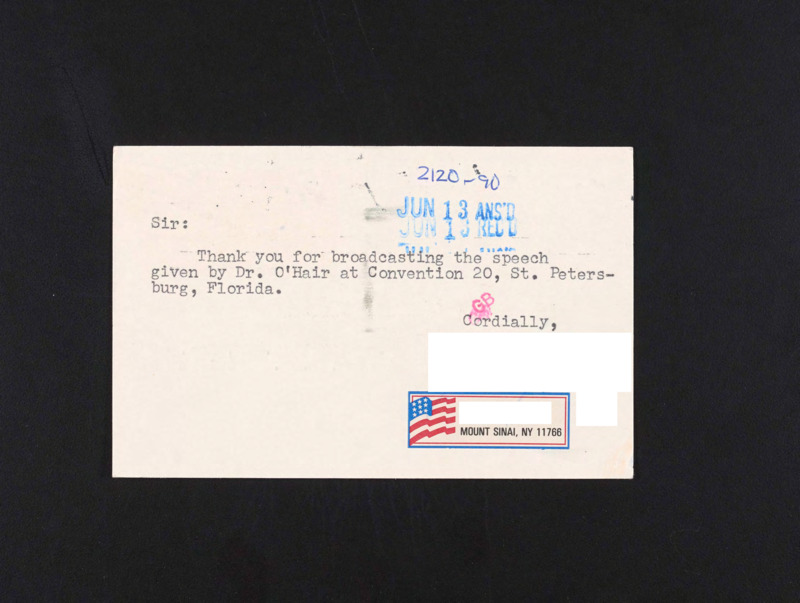 2120-90
JUN 13 ANS'D
JUN 13 REC'D
Sir:
Thank you for broadcasting the speech
given by Dr. O'Hair at Convention 20, St. Peters-
burg, Florida.
GB
Cordially,
MOUNT SINAI, NY 11766